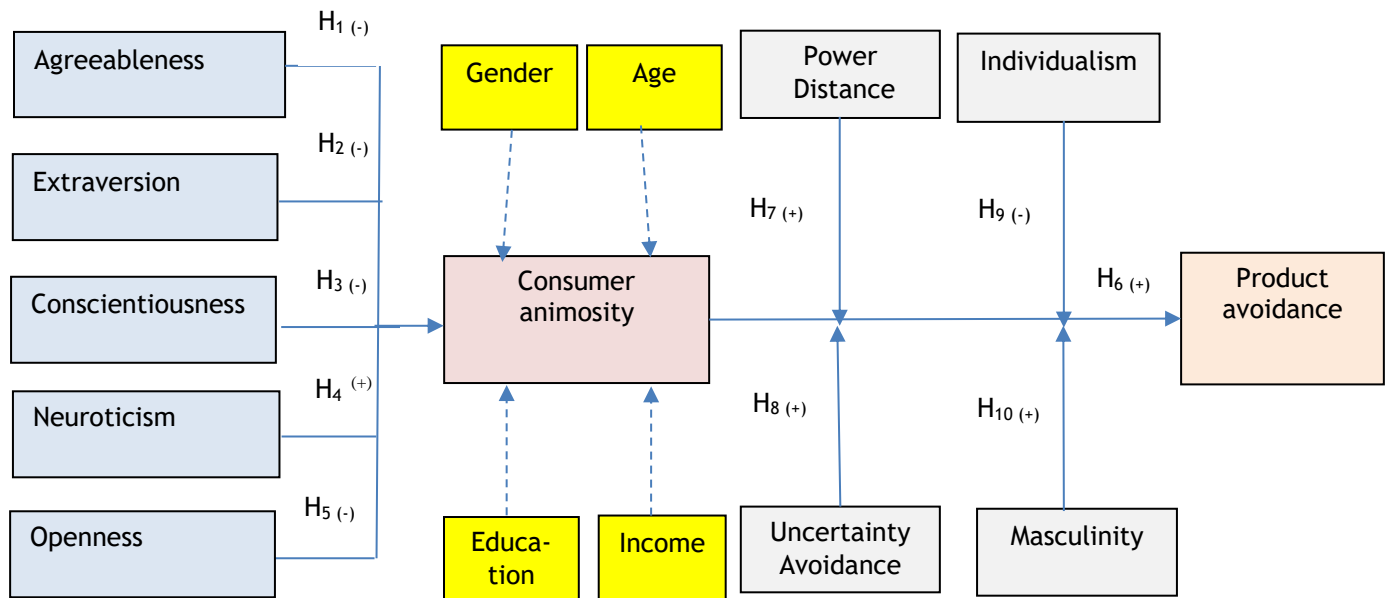 H1 (-)
Agreeableness
H2 (-)
Extraversion
H3 (-)
Conscientiousness
H4 (+)
Neuroticism
H5 (-)
Openness
Gender
Age
Consumer
animosity
Educa-
tion
Income
Power
Distance
Individualism
H7 (+)
H9 (-)
H6 (+)
Product
avoidance
H8 (+)
H10 (+)
Uncertainty
Avoidance
Masculinity